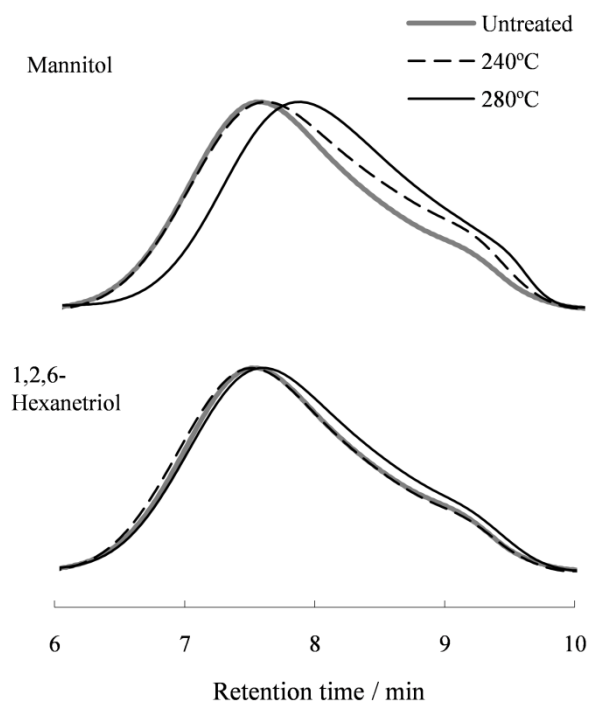 Untreated
Mannitol
240ºC
280ºC
1,2,6-
Hexanetriol
6 7 8 9 10
Retention time / min